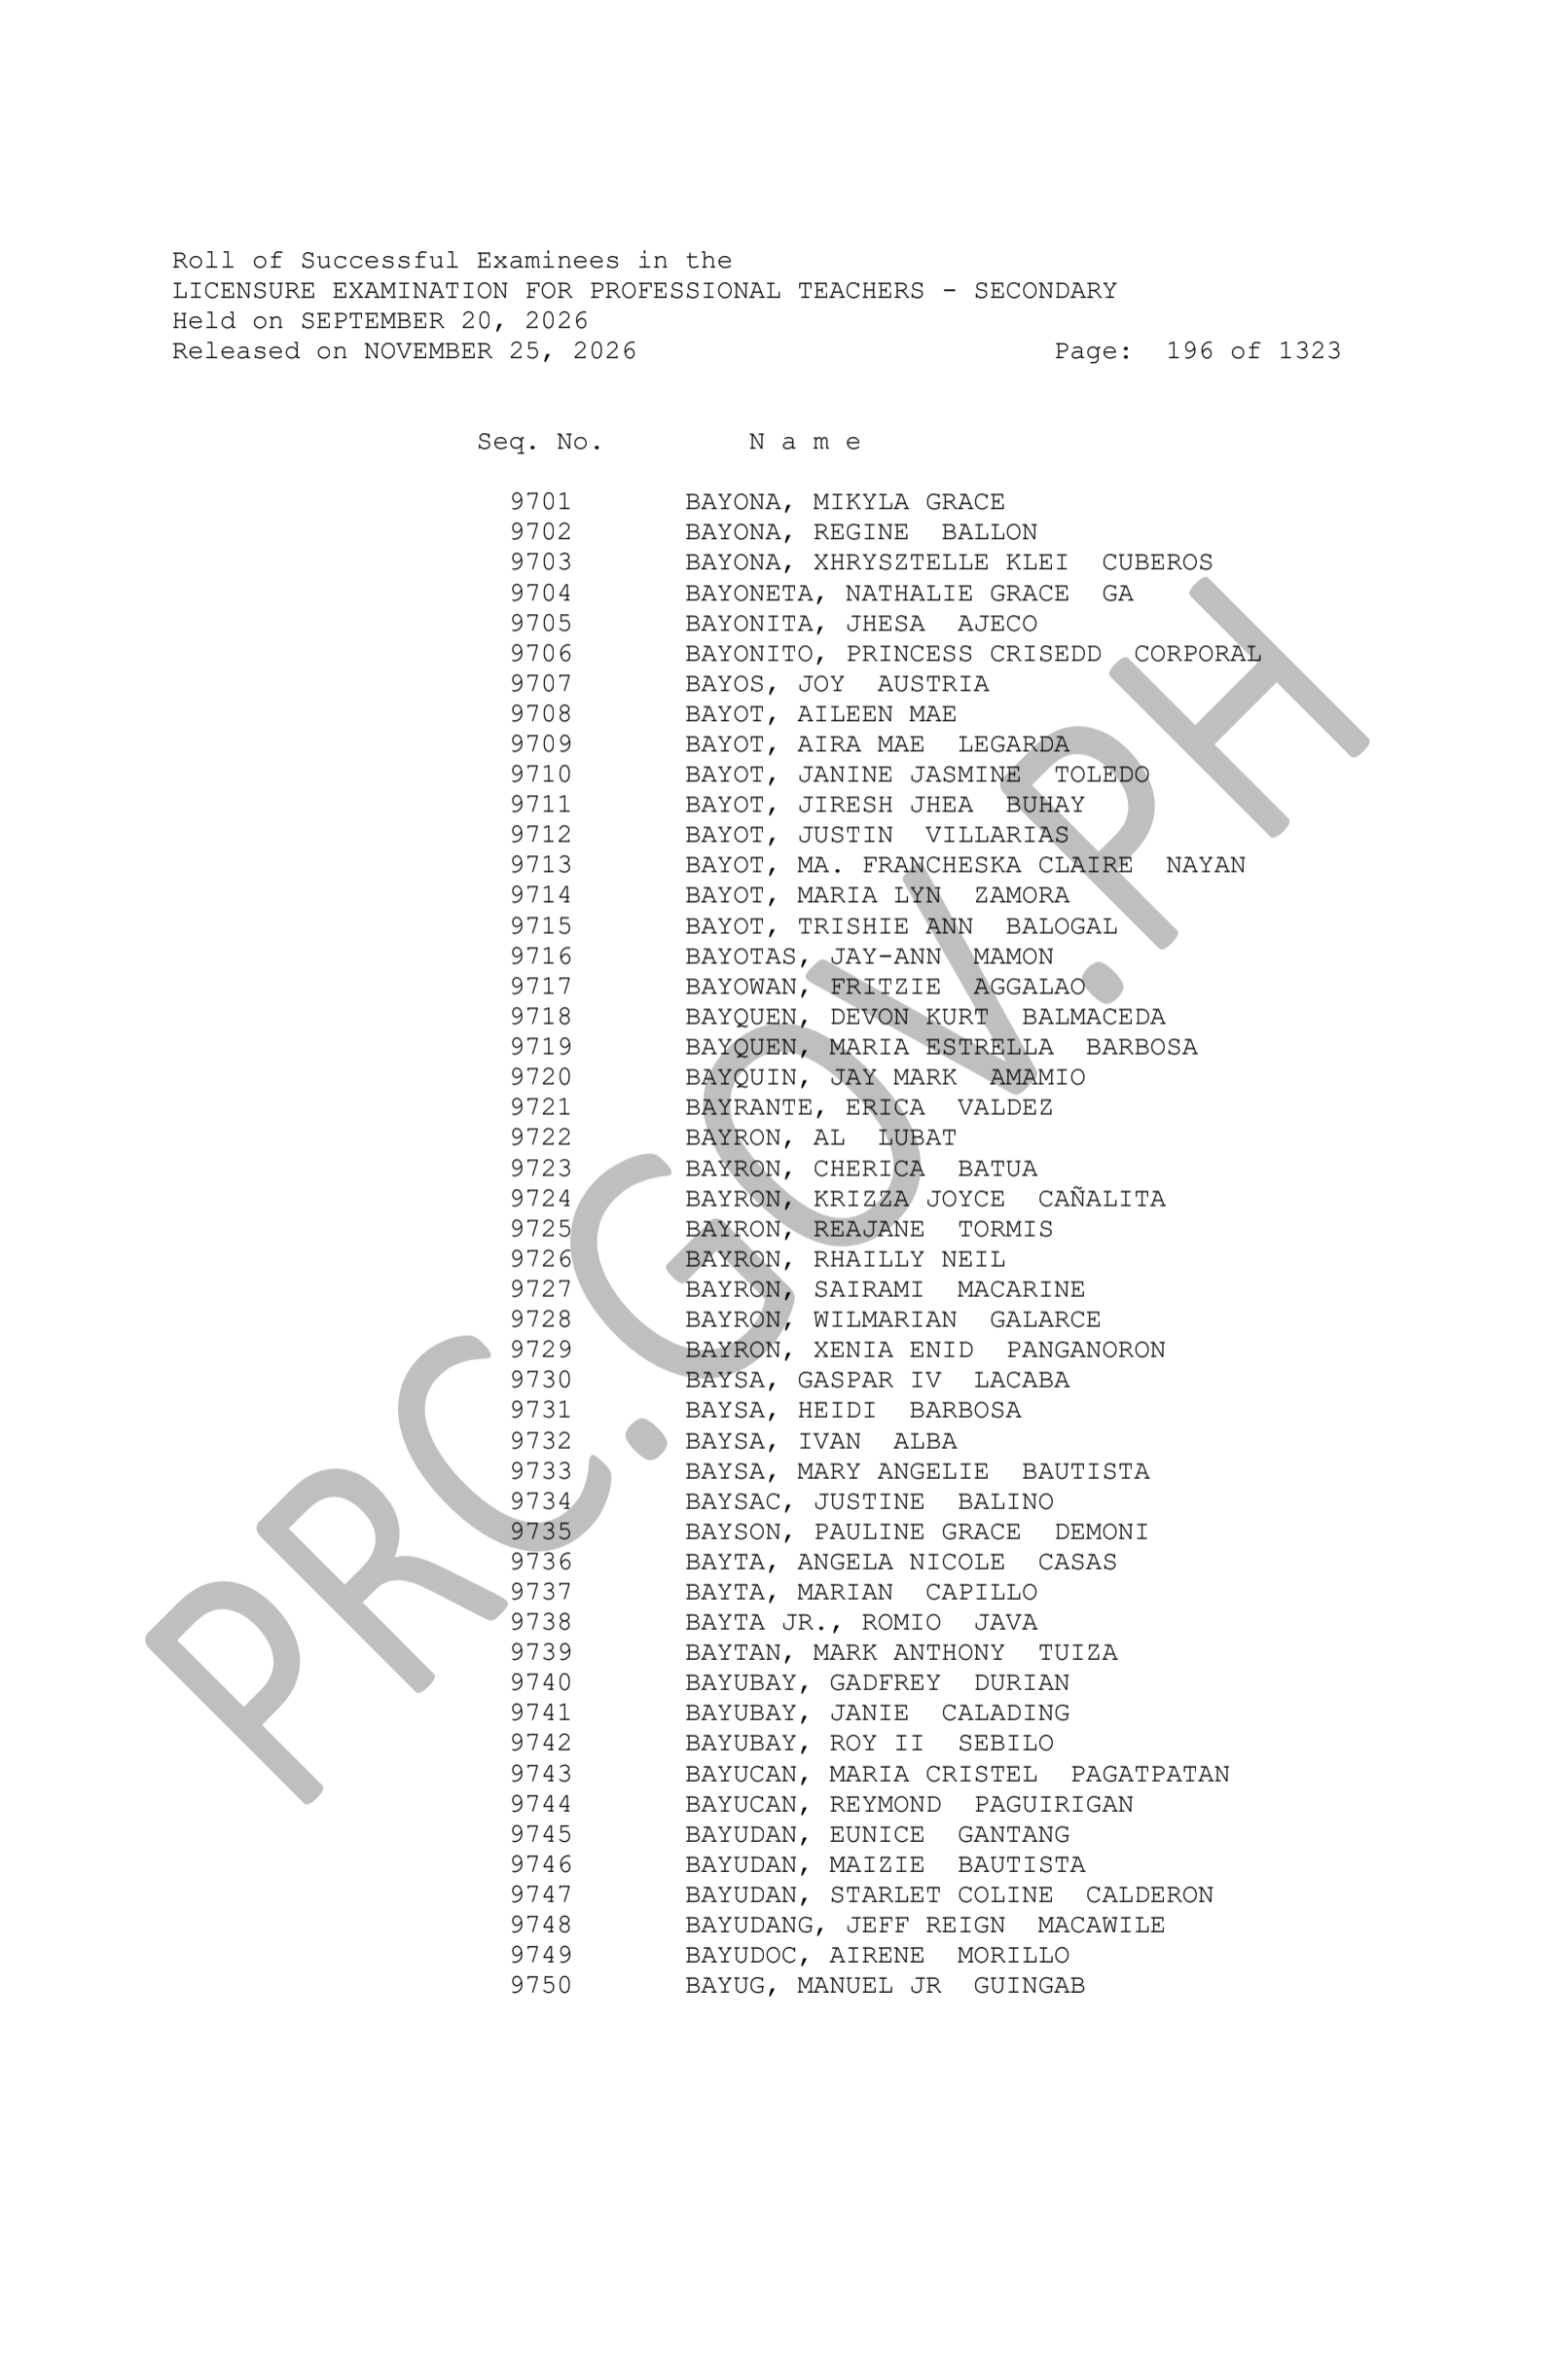 Roll of Successful Examinees in the
LICENSURE EXAMINATION FOR PROFESSIONAL TEACHERS - SECONDARY
Held on SEPTEMBER 20, 2026
Released on NOVEMBER 25, 2026 Page: 196 of 1323
Seq. No. N a m e
9701 BAYONA, MIKYLA GRACE
9702 BAYONA, REGINE BALLON
9703 BAYONA, XHRYSZTELLE KLEI CUBEROS
9704 BAYONETA, NATHALIE GRACE GA
9705 BAYONITA, JHESA AJECO
9706 BAYONITO, PRINCESS CRISEDD CORPORAL
9707 BAYOS, JOY AUSTRIA
9708 BAYOT, AILEEN MAE
9709 BAYOT, AIRA MAE LEGARDA
9710 BAYOT, JANINE JASMINE TOLEDO
9711 BAYOT, JIRESH JHEA BUHAY
9712 BAYOT, JUSTIN VILLARIAS
9713 BAYOT, MA. FRANCHESKA CLAIRE NAYAN
9714 BAYOT, MARIA LYN ZAMORA
9715 BAYOT, TRISHIE ANN BALOGAL
9716 BAYOTAS, JAY-ANN MAMON
9717 BAYOWAN, FRITZIE AGGALAO
9718 BAYQUEN, DEVON KURT BALMACEDA
9719 BAYQUEN, MARIA ESTRELLA BARBOSA
9720 BAYQUIN, JAY MARK AMAMIO
9721 BAYRANTE, ERICA VALDEZ
9722 BAYRON, AL LUBAT
9723 BAYRON, CHERICA BATUA
9724 BAYRON, KRIZZA JOYCE CAÑALITA
9725 BAYRON, REAJANE TORMIS
9726 BAYRON, RHAILLY NEIL
9727 BAYRON, SAIRAMI MACARINE
9728 BAYRON, WILMARIAN GALARCE
9729 BAYRON, XENIA ENID PANGANORON
9730 BAYSA, GASPAR IV LACABA
9731 BAYSA, HEIDI BARBOSA
9732 BAYSA, IVAN ALBA
9733 BAYSA, MARY ANGELIE BAUTISTA
9734 BAYSAC, JUSTINE BALINO
9735 BAYSON, PAULINE GRACE DEMONI
9736 BAYTA, ANGELA NICOLE CASAS
9737 BAYTA, MARIAN CAPILLO
9738 BAYTA JR., ROMIO JAVA
9739 BAYTAN, MARK ANTHONY TUIZA
9740 BAYUBAY, GADFREY DURIAN
9741 BAYUBAY, JANIE CALADING
9742 BAYUBAY, ROY II SEBILO
9743 BAYUCAN, MARIA CRISTEL PAGATPATAN
9744 BAYUCAN, REYMOND PAGUIRIGAN
9745 BAYUDAN, EUNICE GANTANG
9746 BAYUDAN, MAIZIE BAUTISTA
9747 BAYUDAN, STARLET COLINE CALDERON
9748 BAYUDANG, JEFF REIGN MACAWILE
9749 BAYUDOC, AIRENE MORILLO
9750 BAYUG, MANUEL JR GUINGAB
PRC.GOV.PH